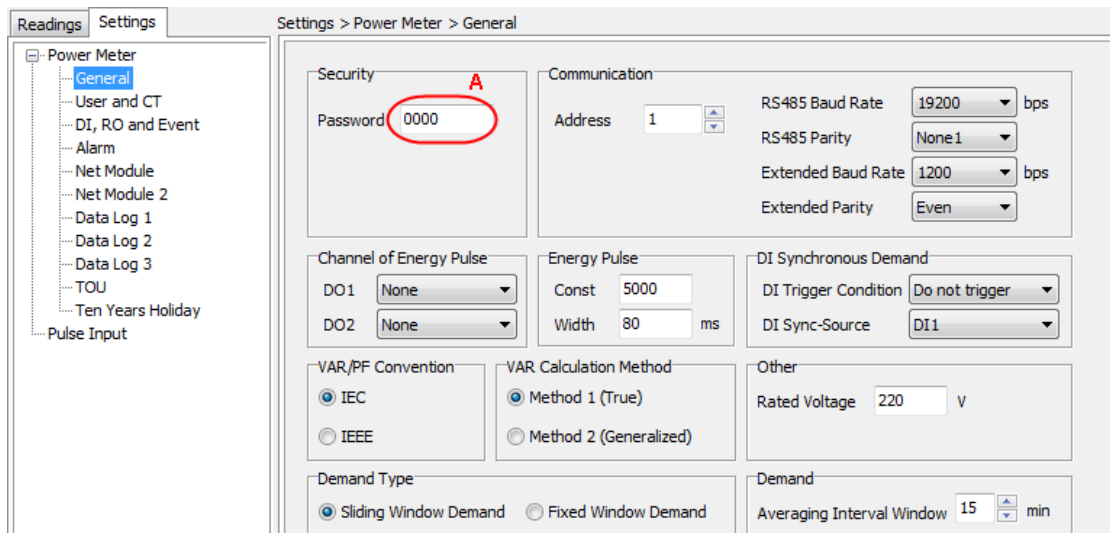 Readings Settings
Settings > Power Meter > General
Power Meter
General
User and CT
DI, RO and Event
Alarm
Net Module
Net Module 2
Data Log 1
Data Log 2
Data Log 3
TOU
Ten Years Holiday
Pulse Input
Security
A
Password 0000
Communication
Address 1
RS485 Baud Rate 19200 bps
RS485 Parity None1
Extended Baud Rate 1200 bps
Extended Parity Even
Channel of Energy Pulse
DO1 None
DO2 None
Energy Pulse
Const 5000
Width 80 ms
DI Synchronous Demand
DI Trigger Condition Do not trigger
DI Sync-Source DI1
VAR/PF Convention
IEC
IEEE
VAR Calculation Method
Method 1 (True)
Method 2 (Generalized)
Other
Rated Voltage 220 V
Demand Type
Sliding Window Demand Fixed Window Demand
Demand
Averaging Interval Window 15 min